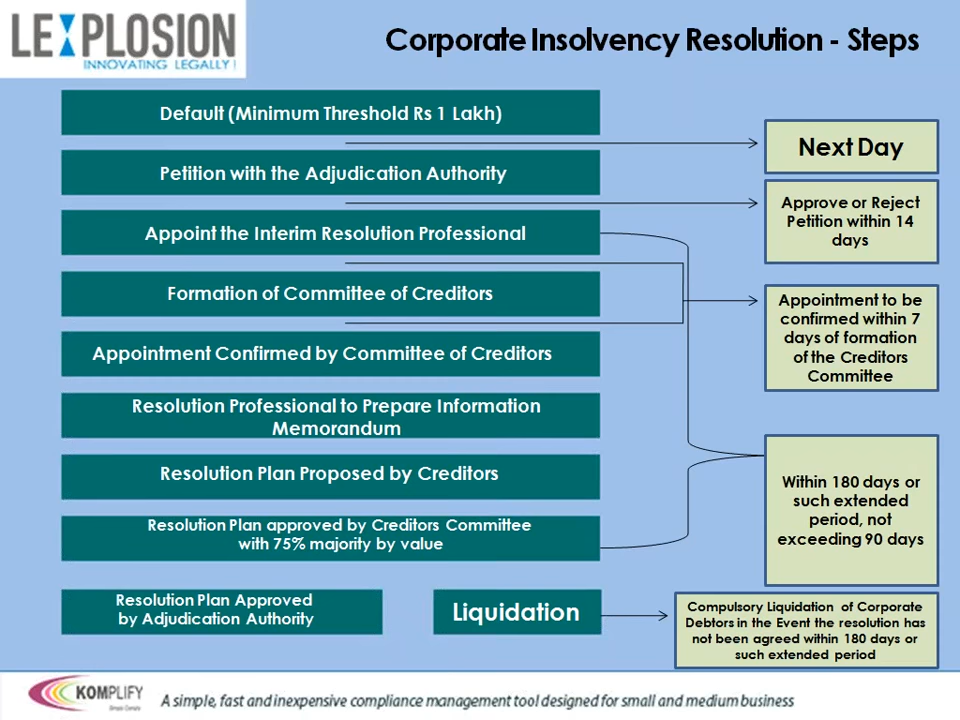 LEXPLOSION
INNOVATING LEGALLY!
Corporate Insolvency Resolution - Steps
Default (Minimum Threshold Rs 1 Lakh)
Next Day
Petition with the Adjudication Authority
Approve or Reject
Petition within 14
days
Appoint the Interim Resolution Professional
Formation of Committee of Creditors
Appointment to be
confirmed within 7
days of formation
of the Creditors
Committee
Appointment Confirmed by Committee of Creditors
Resolution Professional to Prepare Information
Memorandum
Resolution Plan Proposed by Creditors
Within 180 days or
such extended
period, not
exceeding 90 days
Resolution Plan approved by Creditors Committee
with 75% majority by value
Resolution Plan Approved
by Adjudication Authority
Liquidation
Compulsory Liquidation of Corporate
Debtors in the Event the resolution has
not been agreed within 180 days or
such extended period
KOMPLIFY
Simply Comply
A simple, fast and inexpensive compliance management tool designed for small and medium business